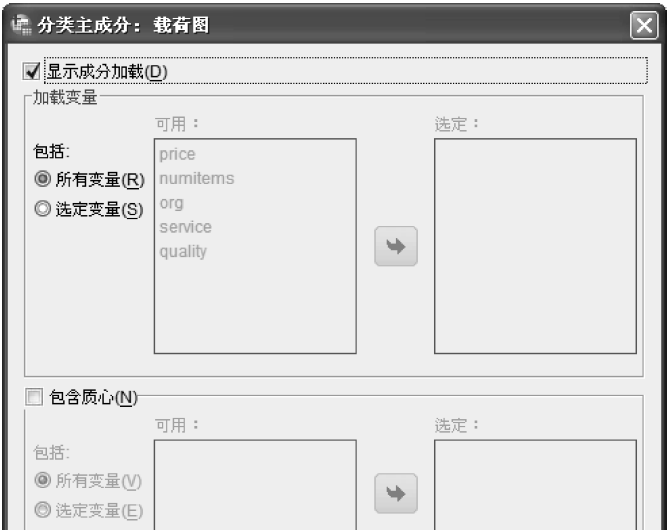 分类主成分：载荷图
显示成分加载(D)
加载变量
可用：
选定：
包括:
所有变量(R)
选定变量(S)
price
numitems
org
service
quality
包含质心(N)
可用：
选定：
包括:
所有变量(V)
选定变量(E)